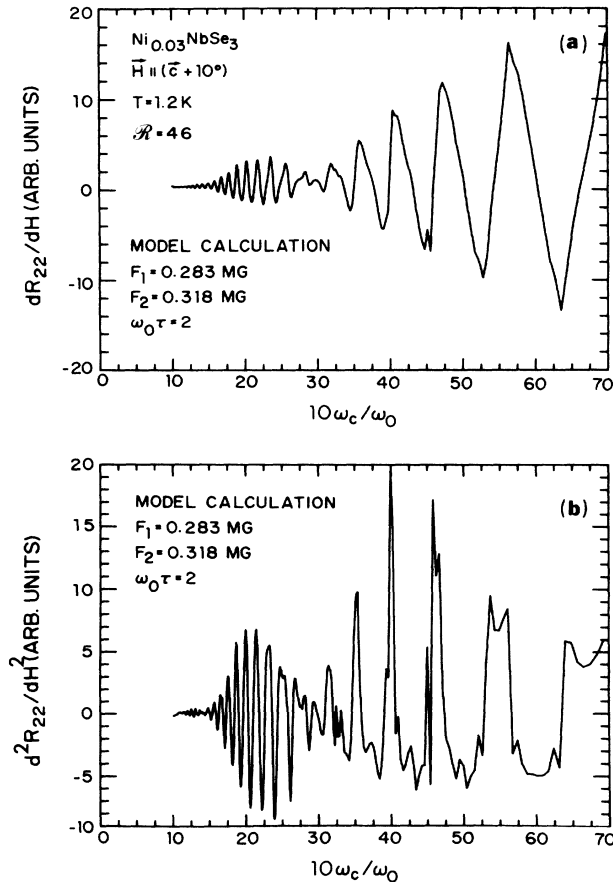 (a)
Ni0.03NbSe3
H⃗ ∥ (c⃗ + 10°)
T = 1.2 K
ℛ = 46
MODEL CALCULATION
F1 = 0.283 MG
F2 = 0.318 MG
ω0τ = 2
dR22/dH (ARB. UNITS)
20
10
0
-10
-20
0 10 20 30 40 50 60 70
10ωc/ω0
(b)
MODEL CALCULATION
F1 = 0.283 MG
F2 = 0.318 MG
ω0τ = 2
d²R22/dH² (ARB. UNITS)
20
15
10
5
0
-5
-10
0 10 20 30 40 50 60 70
10ωc/ω0